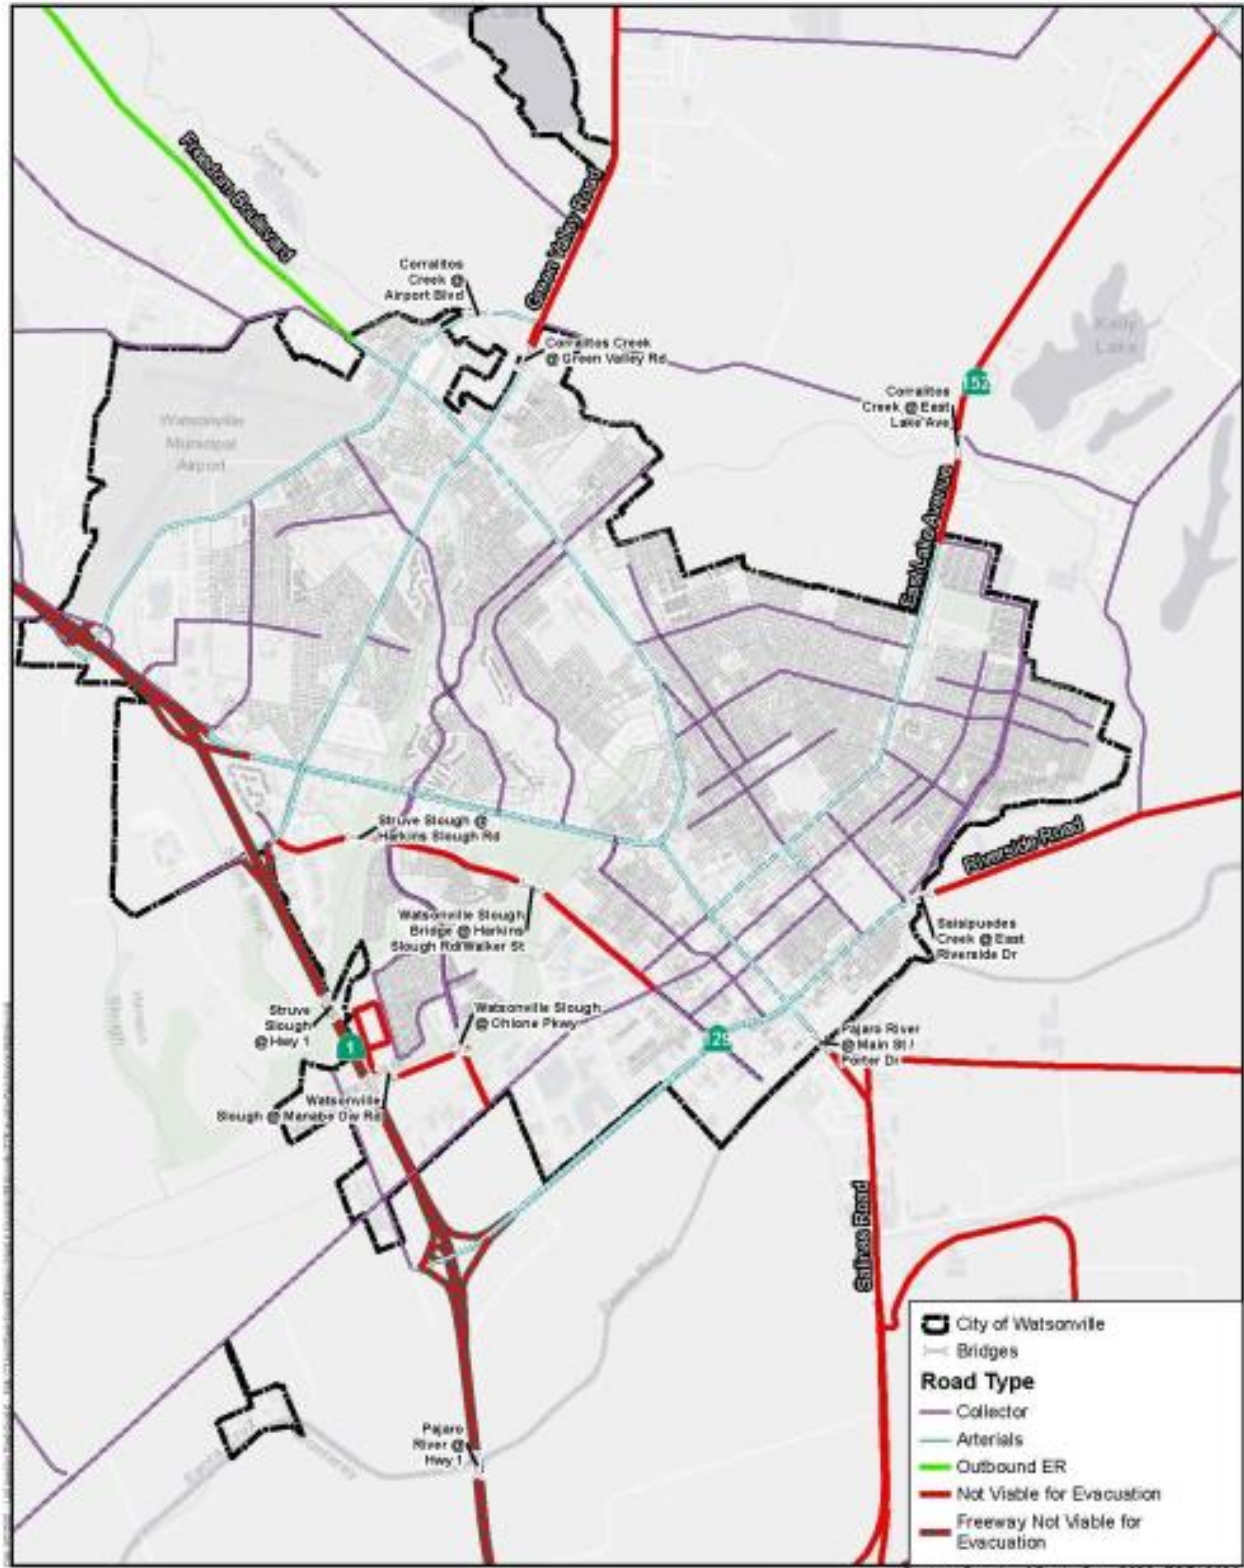 Freedom Boulevard
Corralitos
Creek
Green Valley Road
Corralitos
Creek @
Airport Blvd
Corralitos Creek
@ Green Valley Rd
Kelly
Lake
152
Corralitos
Creek @ East
Lake Ave
Watsonville
Municipal
Airport
East Lake Avenue
Struve Slough @
Harkins Slough Rd
Riverside Road
Watsonville Slough
Bridge @ Harkins
Slough Rd/Walker St
Salsipuedes
Creek @ East
Riverside Dr
Struve
Slough
@ Hwy 1
1
Watsonville Slough
@ Ohlone Pkwy
129
Pajaro River
@ Main St /
Porter Dr
Watsonville
Slough @ Manabe Ow Rd
Salinas Road
Pajaro
River @
Hwy 1
City of Watsonville
Bridges
Road Type
Collector
Arterials
Outbound ER
Not Viable for Evacuation
Freeway Not Viable for
Evacuation